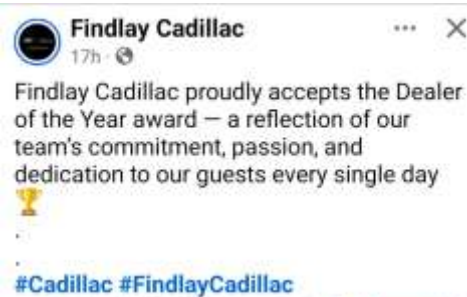 Findlay Cadillac
17h ·
Findlay Cadillac proudly accepts the Dealer
of the Year award — a reflection of our
team's commitment, passion, and
dedication to our guests every single day
🏆
.
.
#Cadillac #FindlayCadillac